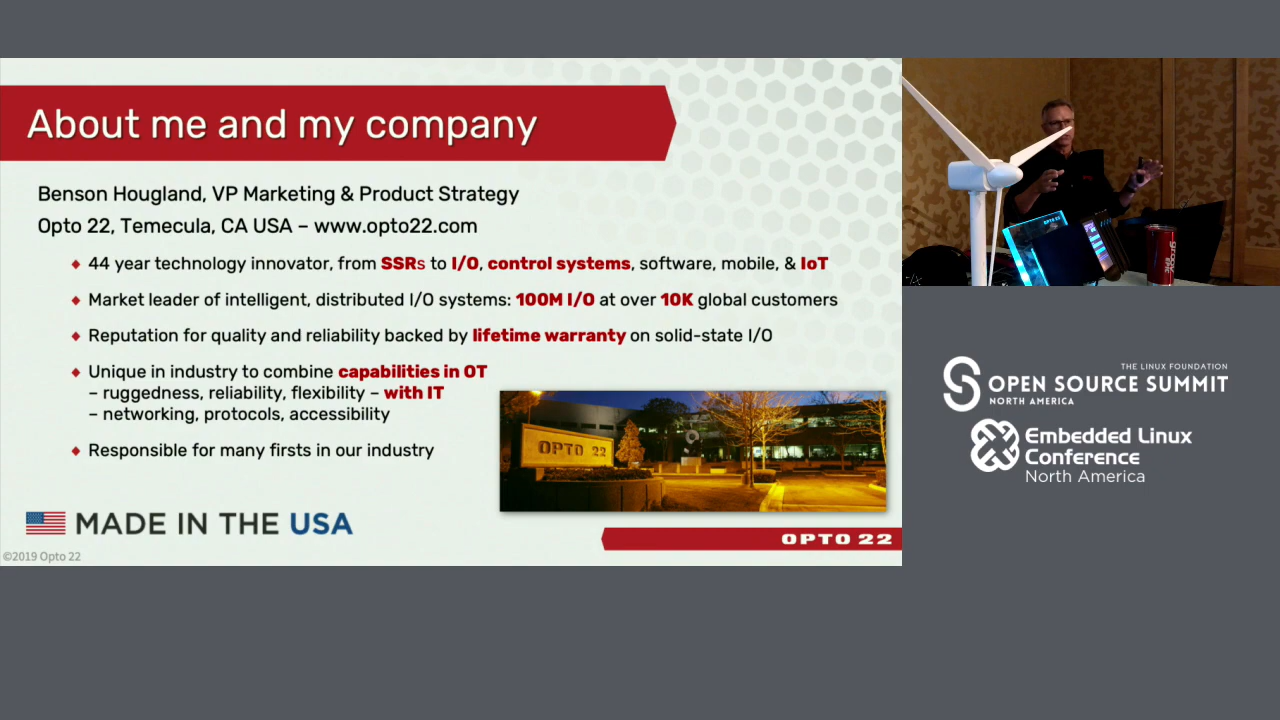 About me and my company
Benson Hougland, VP Marketing & Product Strategy
Opto 22, Temecula, CA USA – www.opto22.com
44 year technology innovator, from SSRs to I/O, control systems, software, mobile, & IoT
Market leader of intelligent, distributed I/O systems: 100M I/O at over 10K global customers
Reputation for quality and reliability backed by lifetime warranty on solid-state I/O
Unique in industry to combine capabilities in OT
– ruggedness, reliability, flexibility – with IT
– networking, protocols, accessibility
Responsible for many firsts in our industry
OPTO 22
MADE IN THE USA
OPTO 22
©2019 Opto 22
OPTO 22
THE LINUX FOUNDATION
OPEN SOURCE SUMMIT
NORTH AMERICA
Embedded Linux
Conference
North America